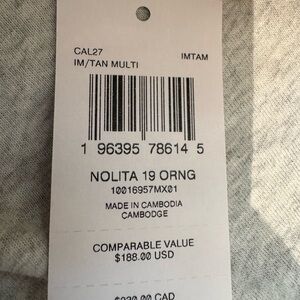 CAL27
IM/TAN MULTI IMTAM
1 96395 78614 5
NOLITA 19 ORNG
10016957MX01
MADE IN CAMBODIA
CAMBODGE
COMPARABLE VALUE
$188.00 USD
CAD